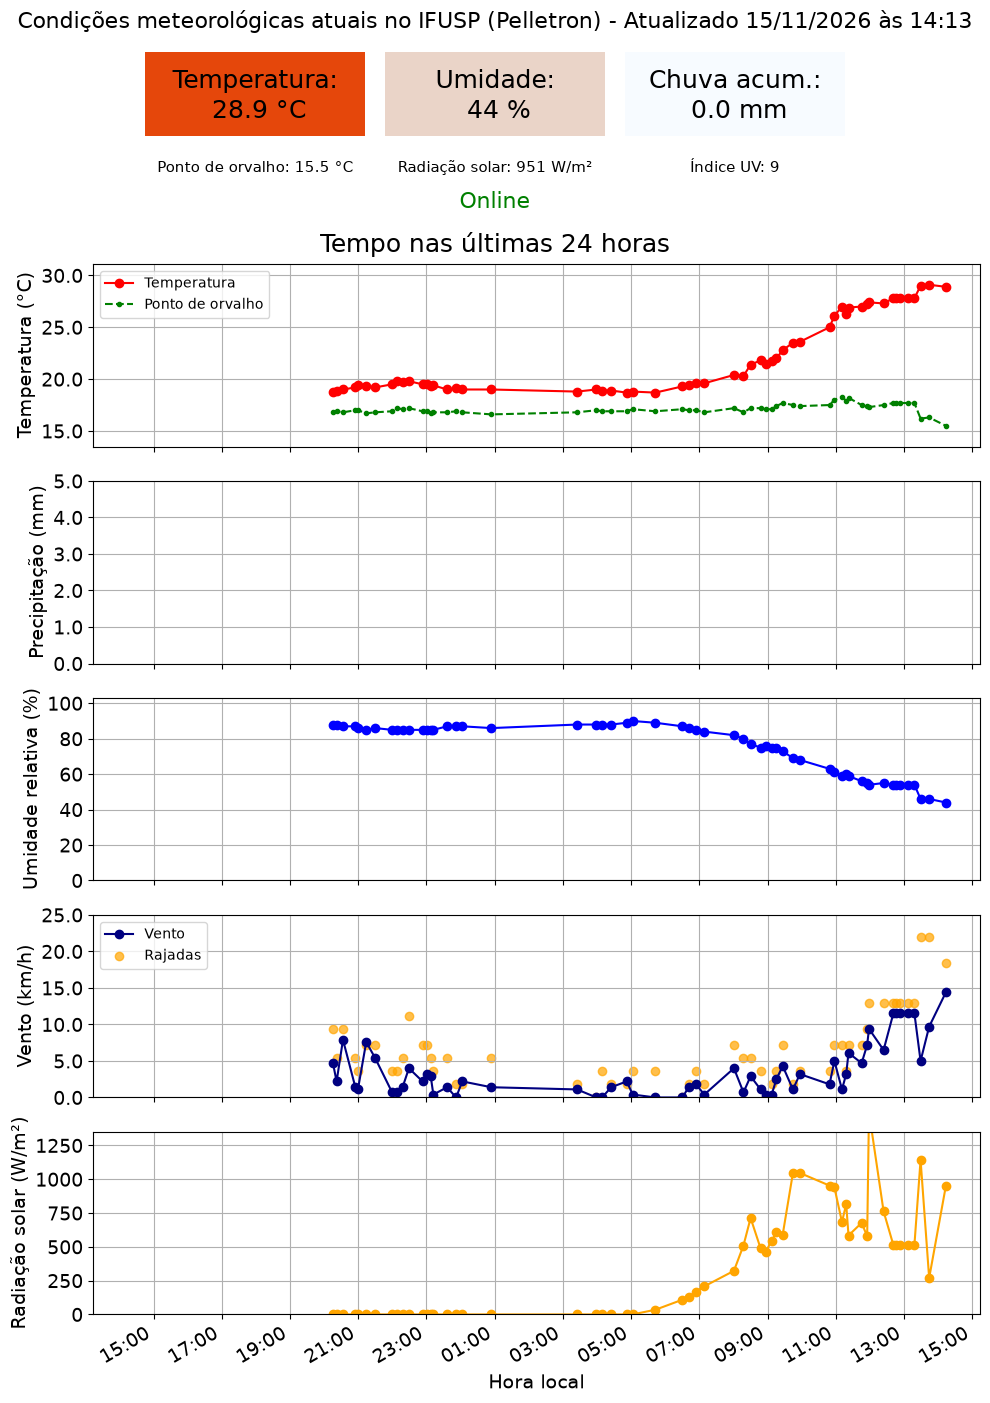 Condições meteorológicas atuais no IFUSP (Pelletron) - Atualizado 15/11/2026 às 14:13
Temperatura:
28.9 °C
Umidade:
44 %
Chuva acum.:
0.0 mm
Ponto de orvalho: 15.5 °C
Radiação solar: 951 W/m²
Índice UV: 9
Online
Tempo nas últimas 24 horas
Temperatura (°C)
30.0
25.0
20.0
15.0
Temperatura
Ponto de orvalho
Precipitação (mm)
5.0
4.0
3.0
2.0
1.0
0.0
Umidade relativa (%)
100
80
60
40
20
0
Vento (km/h)
25.0
20.0
15.0
10.0
5.0
0.0
Vento
Rajadas
Radiação solar (W/m²)
1250
1000
750
500
250
0
15:00 17:00 19:00 21:00 23:00 01:00 03:00 05:00 07:00 09:00 11:00 13:00 15:00
Hora local